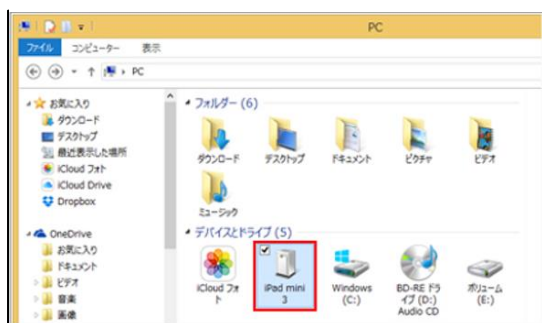 PC
ファイル コンピューター 表示
PC
お気に入り
ダウンロード
デスクトップ
最近表示した場所
iCloud フォト
iCloud Drive
Dropbox
OneDrive
お気に入り
ドキュメント
ビデオ
音楽
画像
フォルダー (6)
ダウンロード
デスクトップ
ドキュメント
ピクチャ
ビデオ
ミュージック
デバイスとドライブ (5)
iCloud フォ
ト
iPad mini
3
Windows
(C:)
BD-RE ドラ
イブ (D:)
Audio CD
ボリューム
(E:)